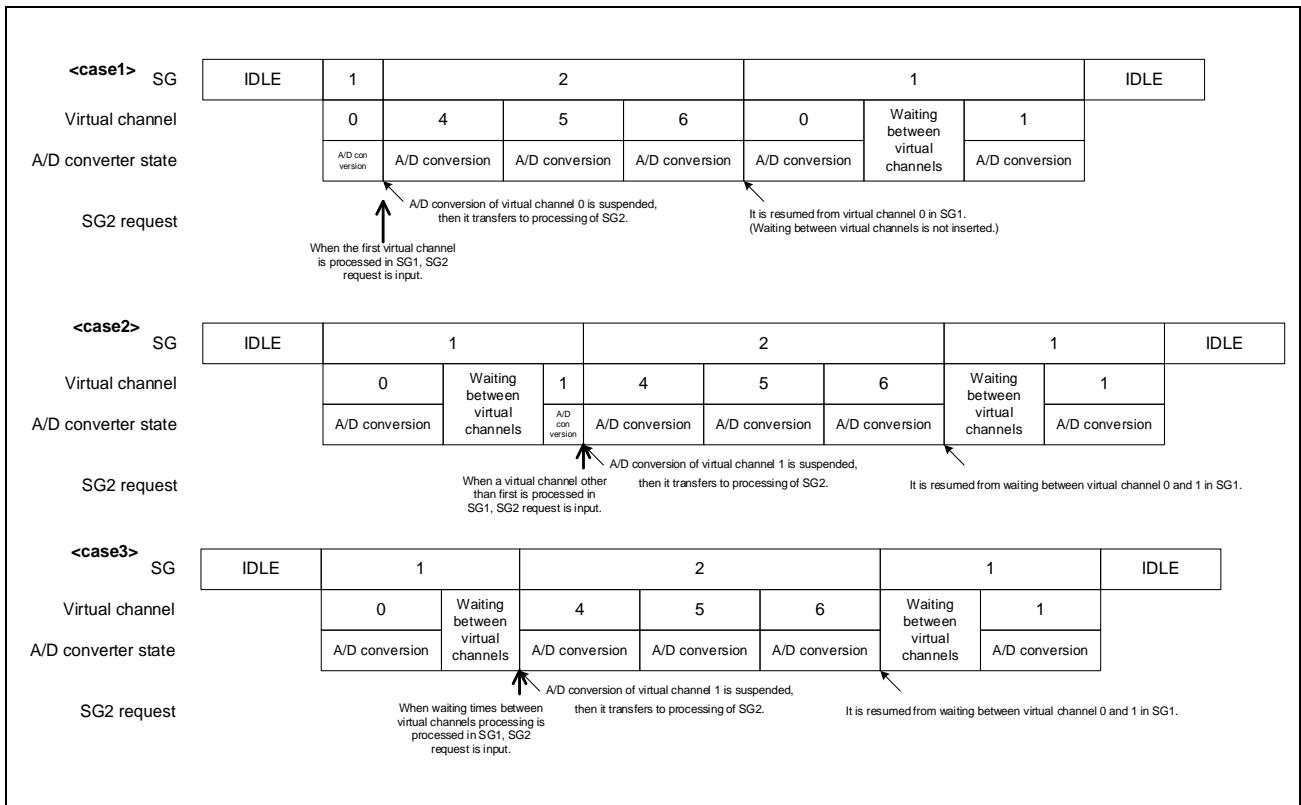 <case1>
SG IDLE 1 2 1 IDLE
Virtual channel 0 4 5 6 0 Waiting between virtual channels 1
A/D converter state A/D con version A/D conversion A/D conversion A/D conversion A/D conversion A/D conversion
SG2 request
A/D conversion of virtual channel 0 is suspended,
then it transfers to processing of SG2.
It is resumed from virtual channel 0 in SG1.
(Waiting between virtual channels is not inserted.)
When the first virtual channel
is processed in SG1, SG2
request is input.
<case2>
SG IDLE 1 2 1 IDLE
Virtual channel 0 Waiting between virtual channels 1 4 5 6 Waiting between virtual channels 1
A/D converter state A/D conversion A/D con version A/D conversion A/D conversion A/D conversion A/D conversion
SG2 request
A/D conversion of virtual channel 1 is suspended,
then it transfers to processing of SG2.
When a virtual channel other
than first is processed in
SG1, SG2 request is input.
It is resumed from waiting between virtual channel 0 and 1 in SG1.
<case3>
SG IDLE 1 2 1 IDLE
Virtual channel 0 Waiting between virtual channels 4 5 6 Waiting between virtual channels 1
A/D converter state A/D conversion A/D conversion A/D conversion A/D conversion A/D conversion
SG2 request
A/D conversion of virtual channel 1 is suspended,
then it transfers to processing of SG2.
When waiting times between
virtual channels processing is
processed in SG1, SG2
request is input.
It is resumed from waiting between virtual channel 0 and 1 in SG1.